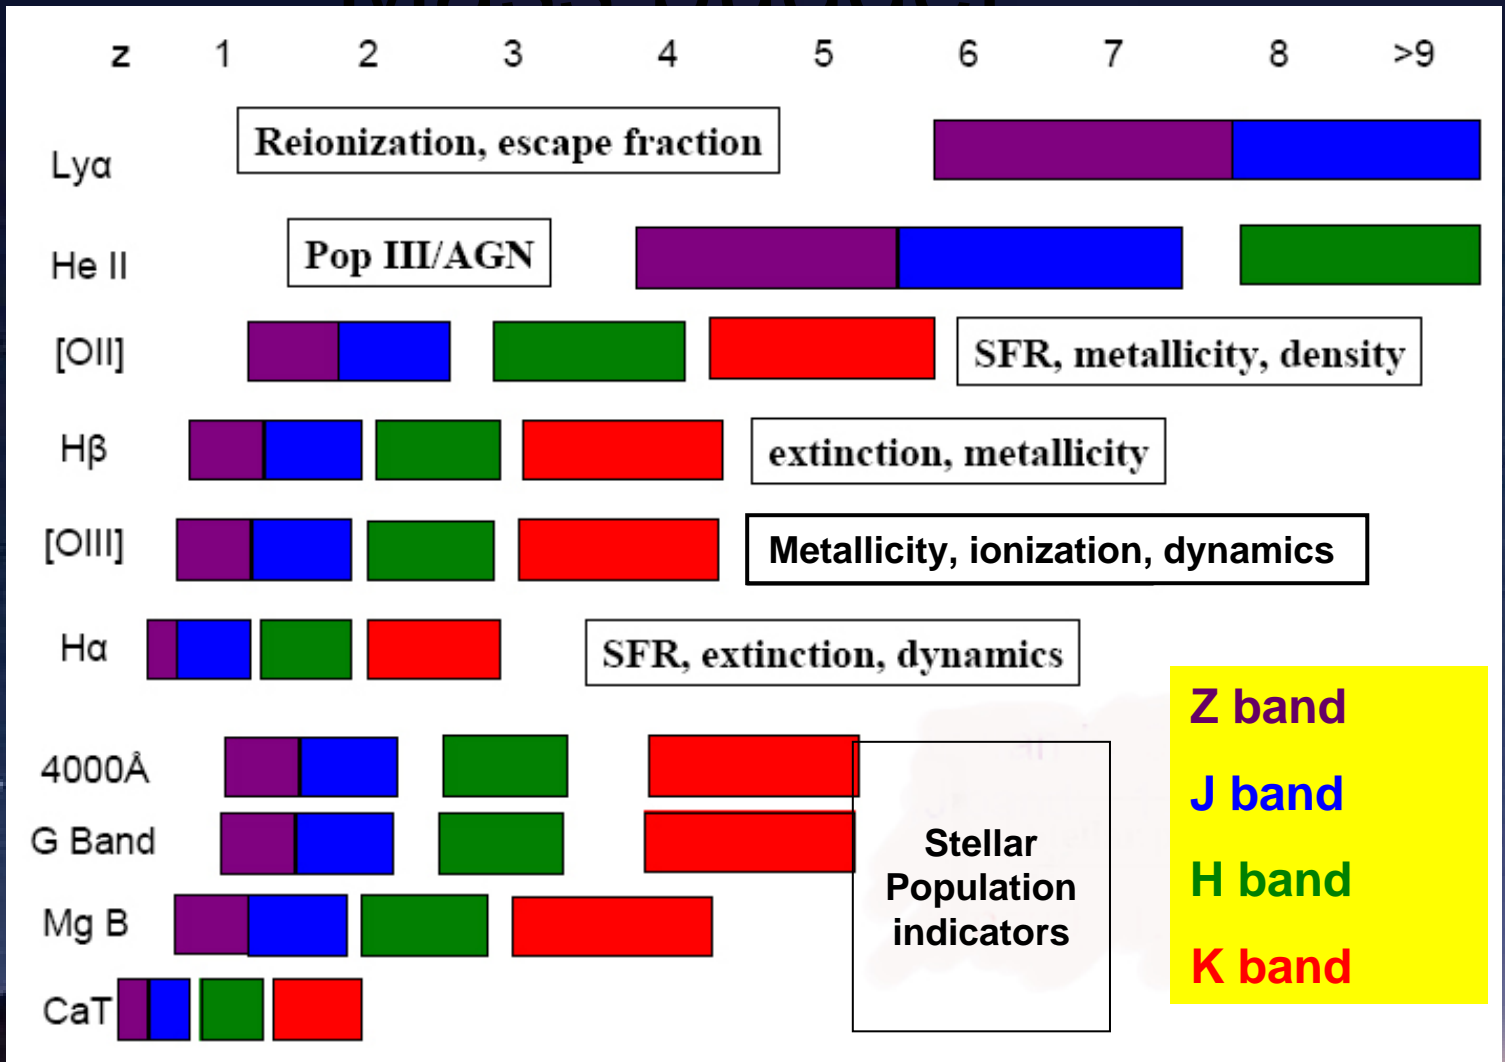 z 1 2 3 4 5 6 7 8 >9
Lyα
Reionization, escape fraction
He II
Pop III/AGN
[OII]
SFR, metallicity, density
Hβ
extinction, metallicity
[OIII]
Metallicity, ionization, dynamics
Hα
SFR, extinction, dynamics
4000Å
G Band
Mg B
CaT
Stellar
Population
indicators
Z band
J band
H band
K band